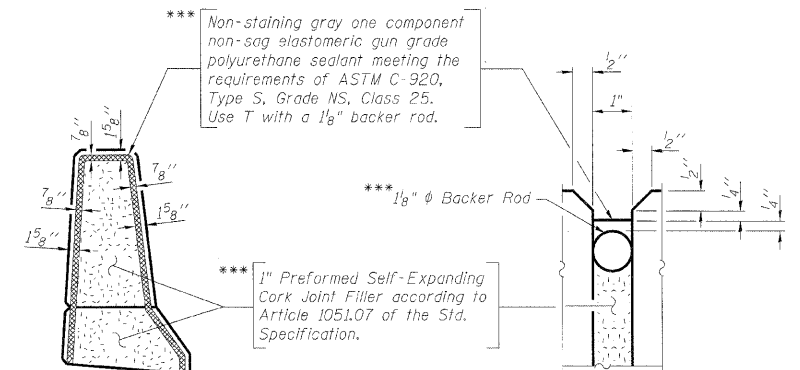 *** Non-staining gray one component
non-sag elastomeric gun grade
polyurethane sealant meeting the
requirements of ASTM C-920,
Type S, Grade NS, Class 25.
Use T with a 1⅛" backer rod.
½"
1"
½"
½"
¼"
¼"
⅞"
1⅝"
⅞"
⅞"
1⅝"
1⅝"
***1⅛" ϕ Backer Rod
*** 1" Preformed Self-Expanding
Cork Joint Filler according to
Article 1051.07 of the Std.
Specification.